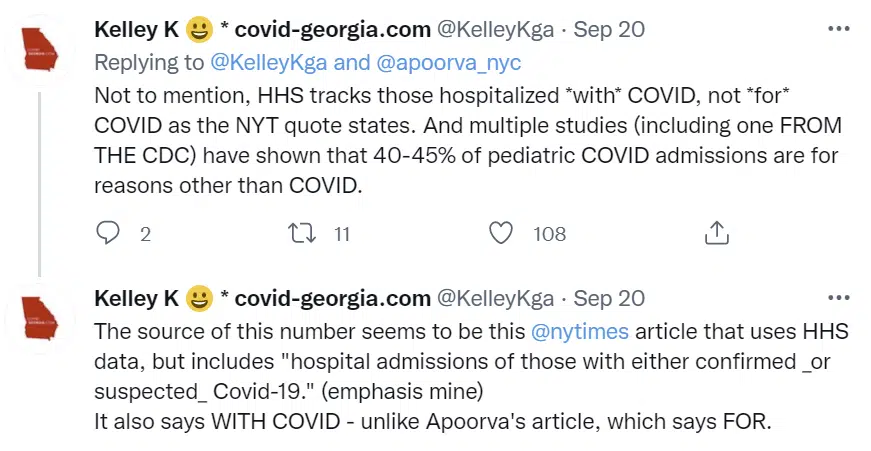 Kelley K 😀 * covid-georgia.com @KelleyKga · Sep 20
Replying to @KelleyKga and @apoorva_nyc
Not to mention, HHS tracks those hospitalized *with* COVID, not *for*
COVID as the NYT quote states. And multiple studies (including one FROM
THE CDC) have shown that 40-45% of pediatric COVID admissions are for
reasons other than COVID.
2 11 108
Kelley K 😀 * covid-georgia.com @KelleyKga · Sep 20
The source of this number seems to be this @nytimes article that uses HHS
data, but includes "hospital admissions of those with either confirmed _or
suspected_ Covid-19." (emphasis mine)
It also says WITH COVID - unlike Apoorva's article, which says FOR.